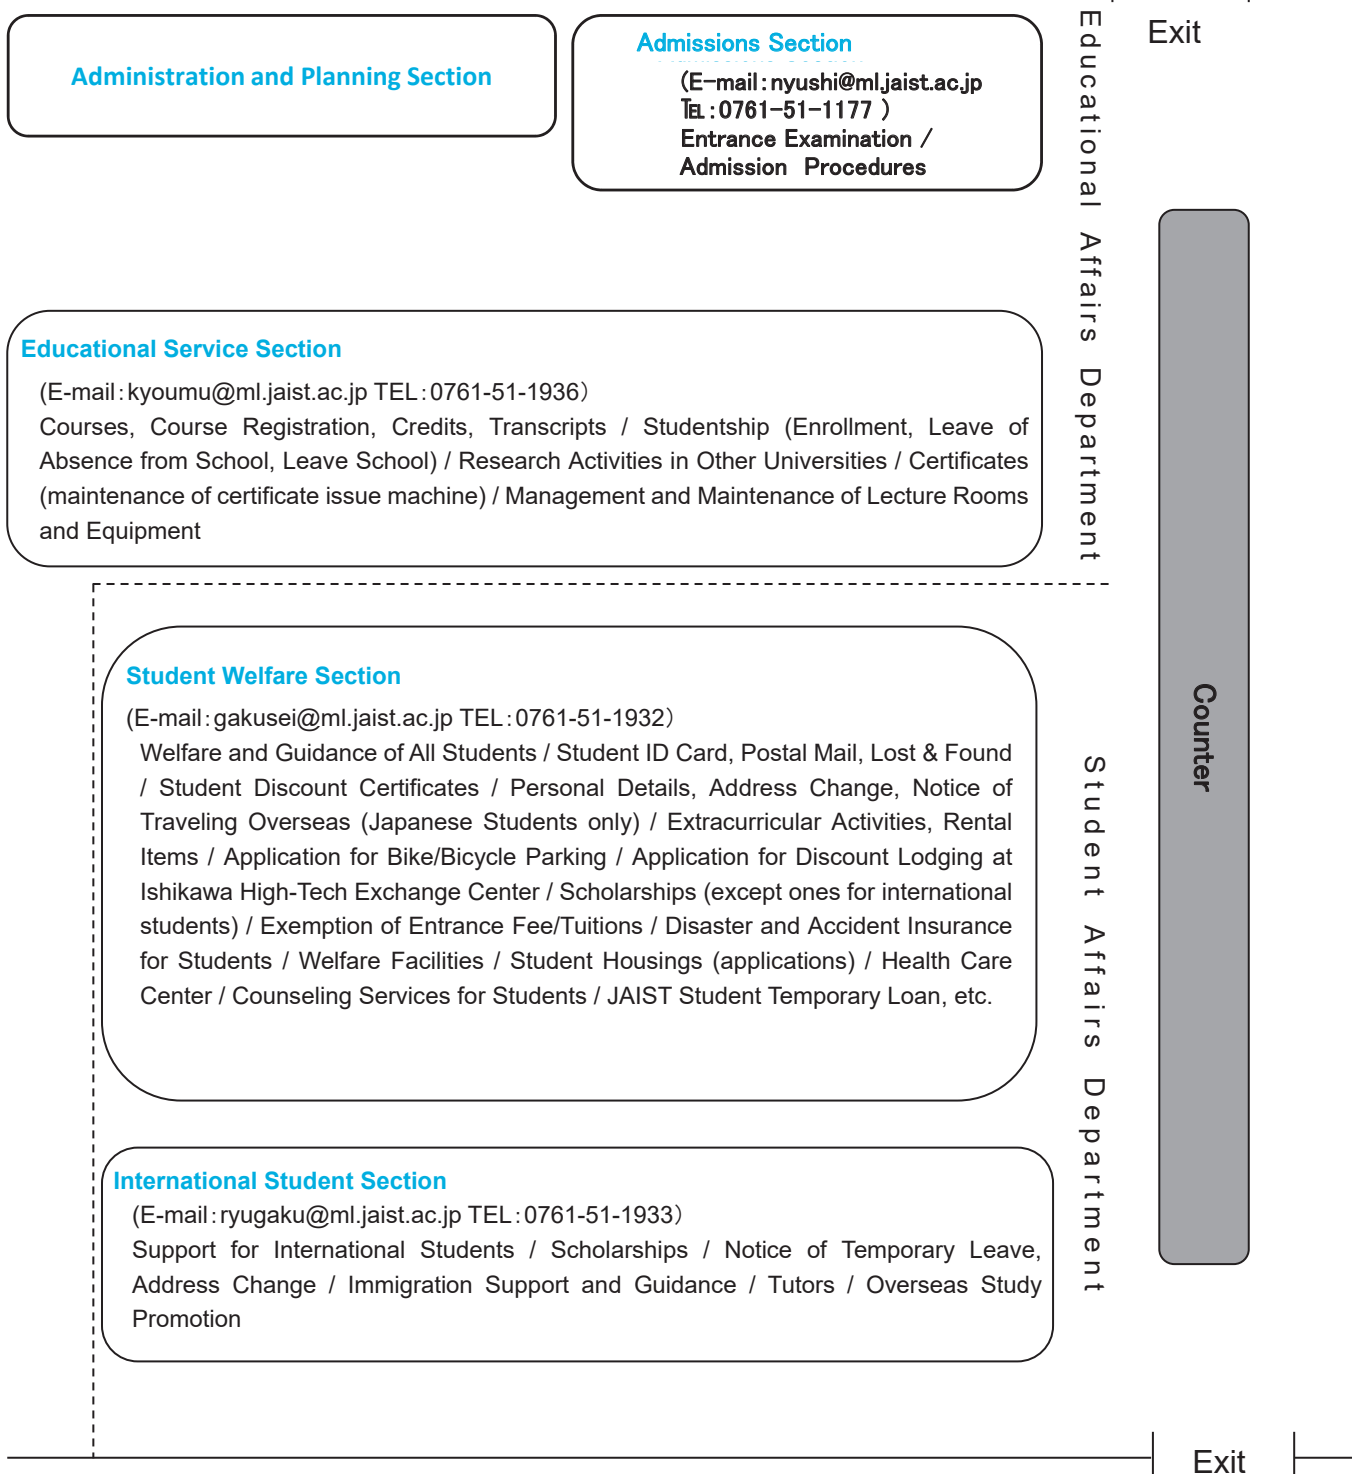 Administration and Planning Section
Admissions Section
(E-mail:nyushi@ml.jaist.ac.jp
℡:0761-51-1177 )
Entrance Examination /
Admission Procedures
Educational Affairs Department
Exit
Educational Service Section
(E-mail:kyoumu@ml.jaist.ac.jp TEL:0761-51-1936)
Courses, Course Registration, Credits, Transcripts / Studentship (Enrollment, Leave of
Absence from School, Leave School) / Research Activities in Other Universities / Certificates
(maintenance of certificate issue machine) / Management and Maintenance of Lecture Rooms
and Equipment
Counter
Student Welfare Section
(E-mail:gakusei@ml.jaist.ac.jp TEL:0761-51-1932)
Welfare and Guidance of All Students / Student ID Card, Postal Mail, Lost & Found
/ Student Discount Certificates / Personal Details, Address Change, Notice of
Traveling Overseas (Japanese Students only) / Extracurricular Activities, Rental
Items / Application for Bike/Bicycle Parking / Application for Discount Lodging at
Ishikawa High-Tech Exchange Center / Scholarships (except ones for international
students) / Exemption of Entrance Fee/Tuitions / Disaster and Accident Insurance
for Students / Welfare Facilities / Student Housings (applications) / Health Care
Center / Counseling Services for Students / JAIST Student Temporary Loan, etc.
Student Affairs Department
International Student Section
(E-mail:ryugaku@ml.jaist.ac.jp TEL:0761-51-1933)
Support for International Students / Scholarships / Notice of Temporary Leave,
Address Change / Immigration Support and Guidance / Tutors / Overseas Study
Promotion
Exit